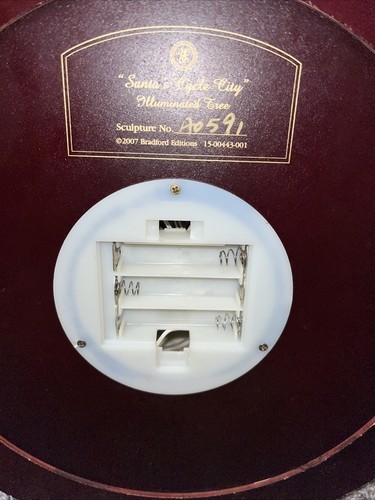 "Santa's Cycle City"
Illuminated Tree
Sculpture No. A0591
©2007 Bradford Editions 15-00443-001